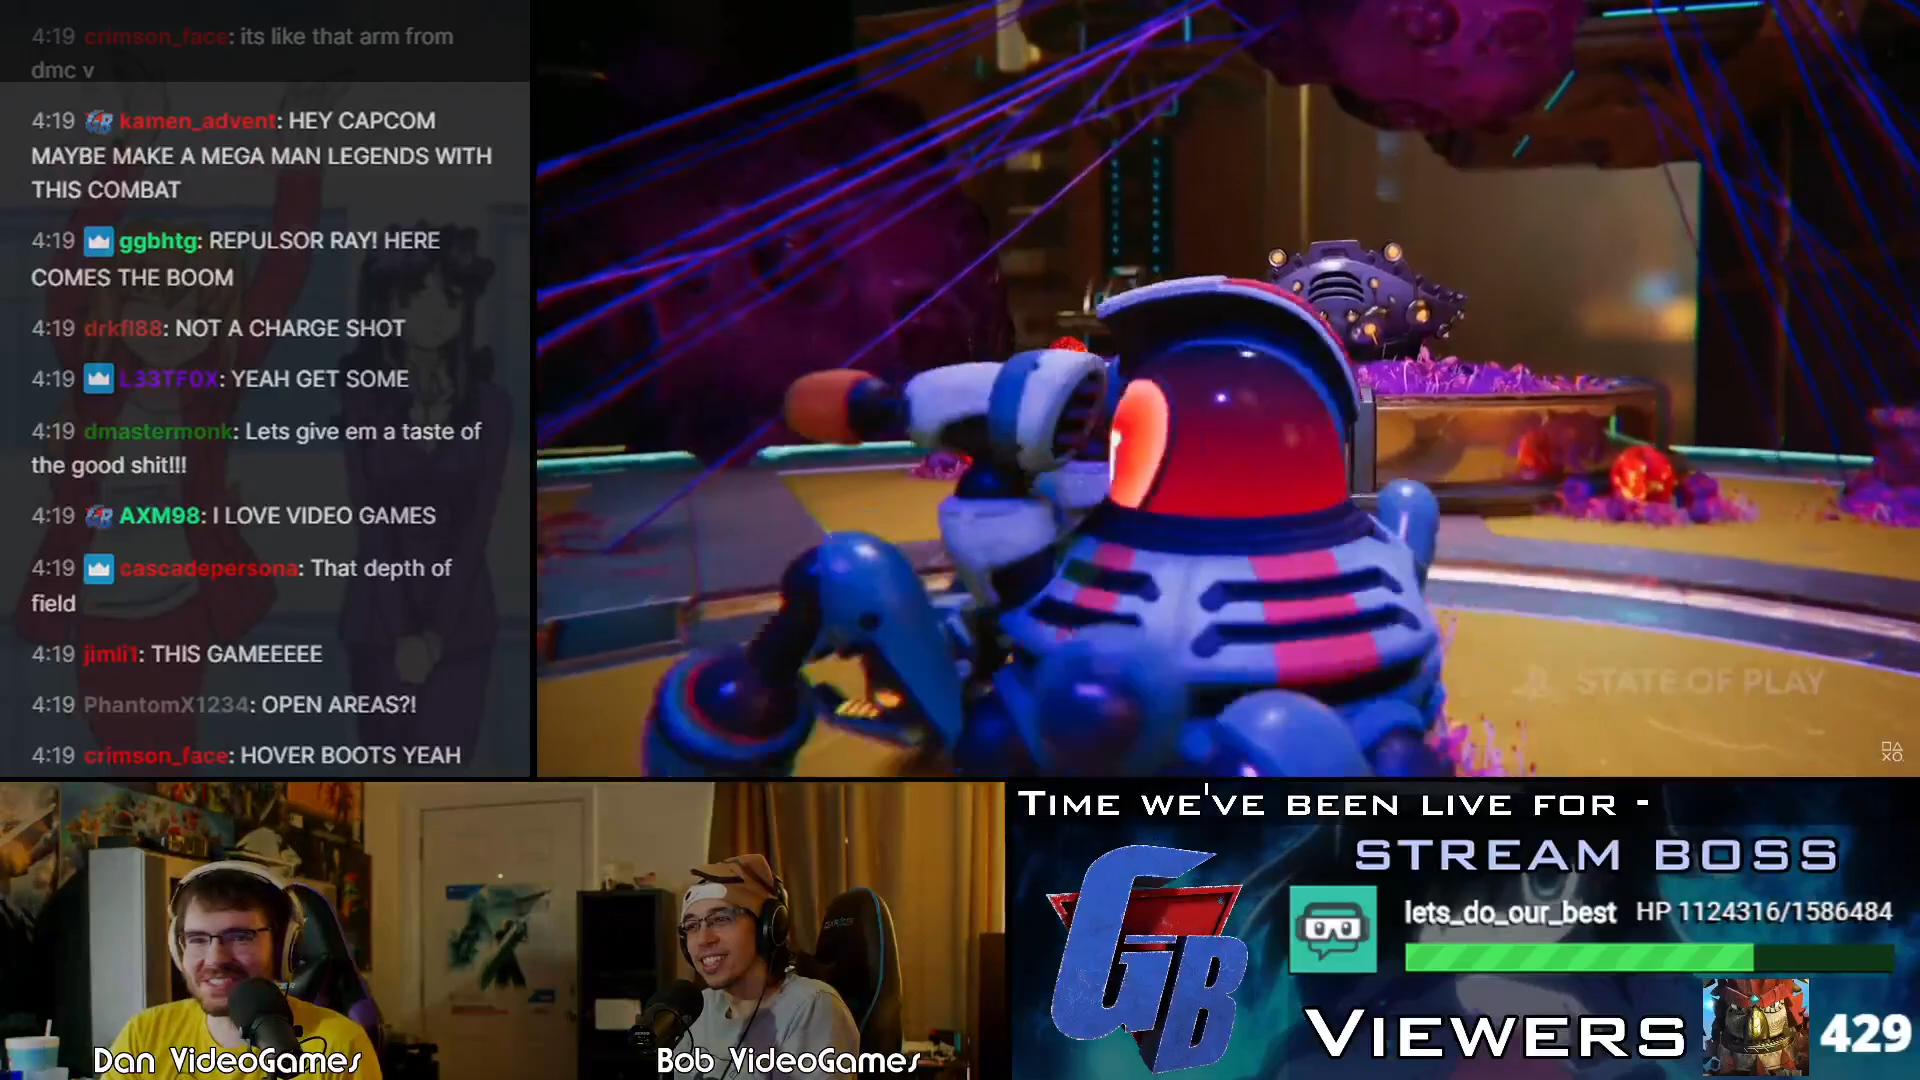 4:19 crimson_face: its like that arm from
dmc v
4:19 kamen_advent: HEY CAPCOM
MAYBE MAKE A MEGA MAN LEGENDS WITH
THIS COMBAT
4:19 ggbhtg: REPULSOR RAY! HERE
COMES THE BOOM
4:19 drkfl88: NOT A CHARGE SHOT
4:19 L33TF0X: YEAH GET SOME
4:19 dmastermonk: Lets give em a taste of
the good shit!!!
4:19 AXM98: I LOVE VIDEO GAMES
4:19 cascadepersona: That depth of
field
4:19 jimli1: THIS GAMEEEEE
4:19 PhantomX1234: OPEN AREAS?!
4:19 crimson_face: HOVER BOOTS YEAH
STATE OF PLAY
Dan VideoGames
Bob VideoGames
TIME WE'VE BEEN LIVE FOR -
GB
STREAM BOSS
lets_do_our_best HP 1124316/1586484
VIEWERS 429